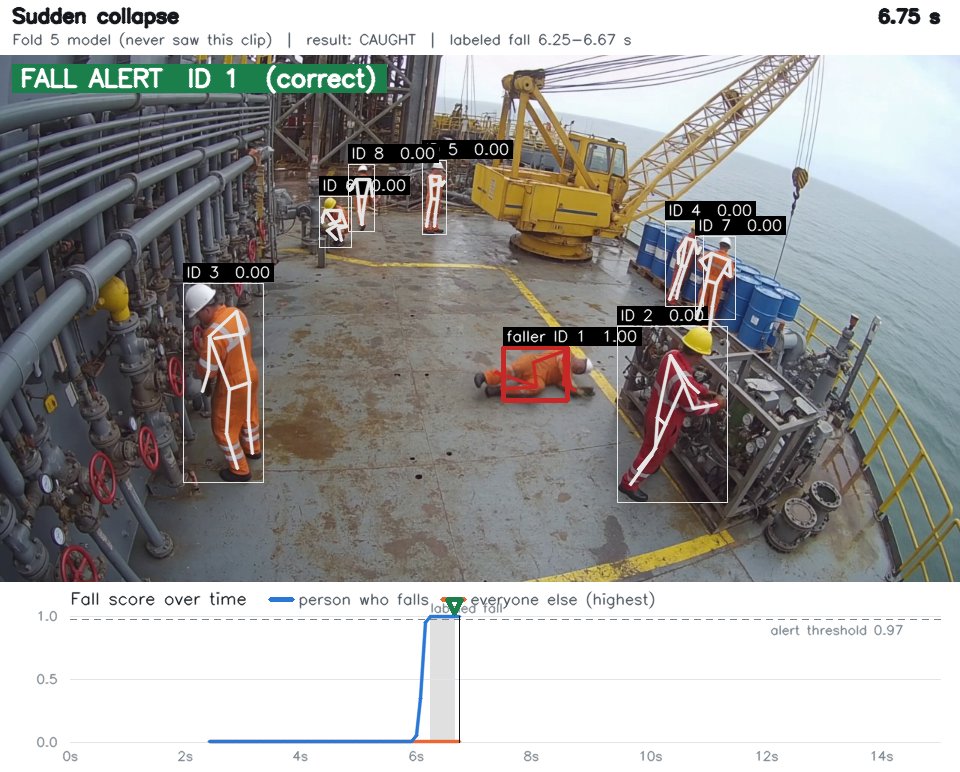 Sudden collapse
6.75 s
Fold 5 model (never saw this clip) | result: CAUGHT | labeled fall 6.25–6.67 s
FALL ALERT ID 1 (correct)
ID 8 0.00
5 0.00
ID 6 0.00
ID 4 0.00
ID 7 0.00
ID 3 0.00
ID 2 0.00
faller ID 1 1.00
Fall score over time
person who falls
everyone else (highest)
labeled fall
1.0
alert threshold 0.97
0.5
0.0
0s 2s 4s 6s 8s 10s 12s 14s